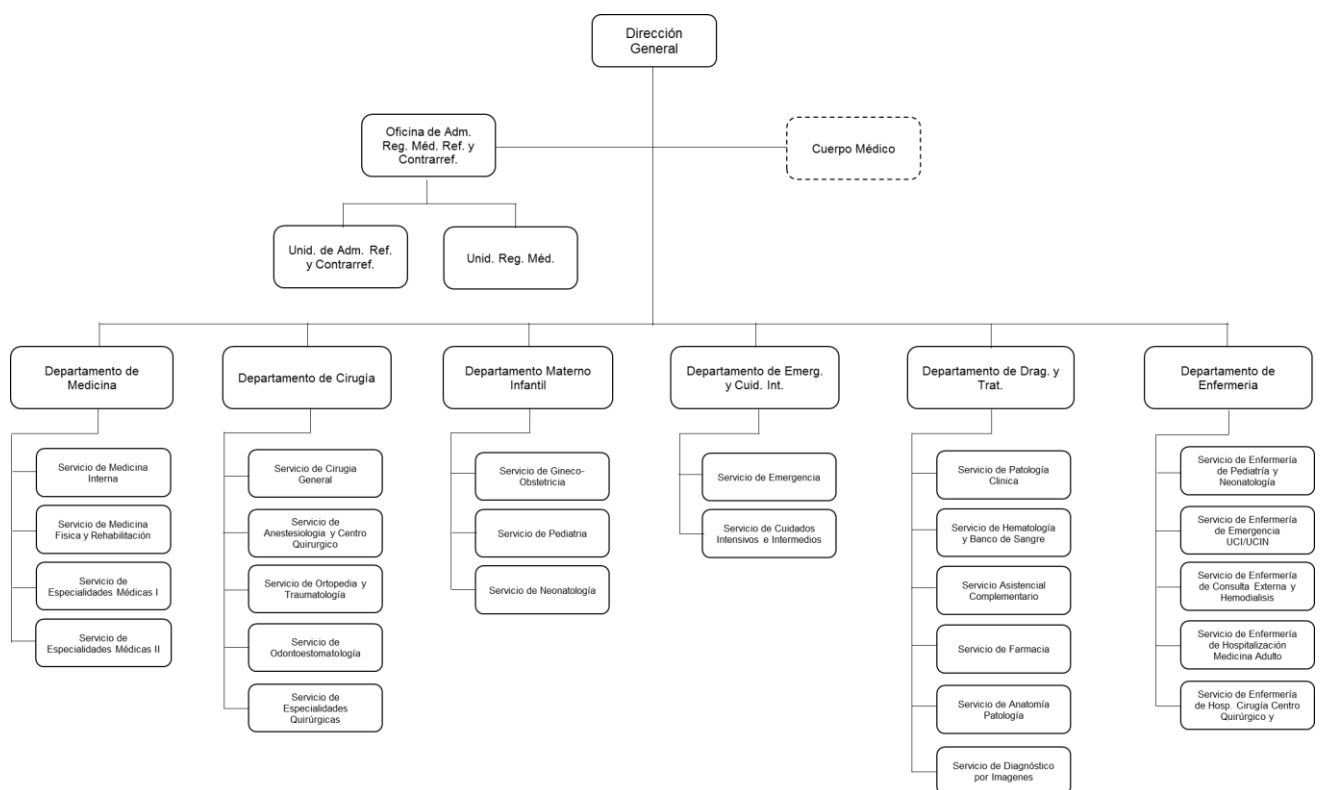 Dirección
General
Oficina de Adm.
Reg. Méd. Ref. y
Contrarref.
Cuerpo Médico
Unid. de Adm. Ref.
y Contrarref.
Unid. Reg. Méd.
Departamento de
Medicina
Servicio de Medicina
Interna
Servicio de Medicina
Fisica y Rehabilitación
Servicio de
Especialidades Médicas I
Servicio de
Especialidades Médicas II
Departamento de Cirugía
Servicio de Cirugia
General
Servicio de
Anestesiologia y Centro
Quirurgico
Servicio de Ortopedia y
Traumatología
Servicio de
Odontoestomatología
Servicio de
Especialidades
Quirúrgicas
Departamento Materno
Infantil
Servicio de Gineco-
Obstetricia
Servicio de Pediatria
Servicio de Neonatología
Departamento de Emerg.
y Cuid. Int.
Servicio de Emergencia
Servicio de Cuidados
Intensivos e Intermedios
Departamento de Drag. y
Trat.
Servicio de Patología
Clinica
Servicio de Hematología
y Banco de Sangre
Servicio Asistencial
Complementario
Servicio de Farmacia
Servicio de Anatomía
Patología
Servicio de Diagnóstico
por Imagenes
Departamento de
Enfermeria
Servicio de Enfermería
de Pediatría y
Neonatología
Servicio de Enfermería
de Emergencia
UCI/UCIN
Servicio de Enfermería
de Consulta Externa y
Hemodialisis
Servicio de Enfermería
de Hospitalización
Medicina Adulto
Servicio de Enfermería
de Hosp. Cirugía Centro
Quirúrgico y